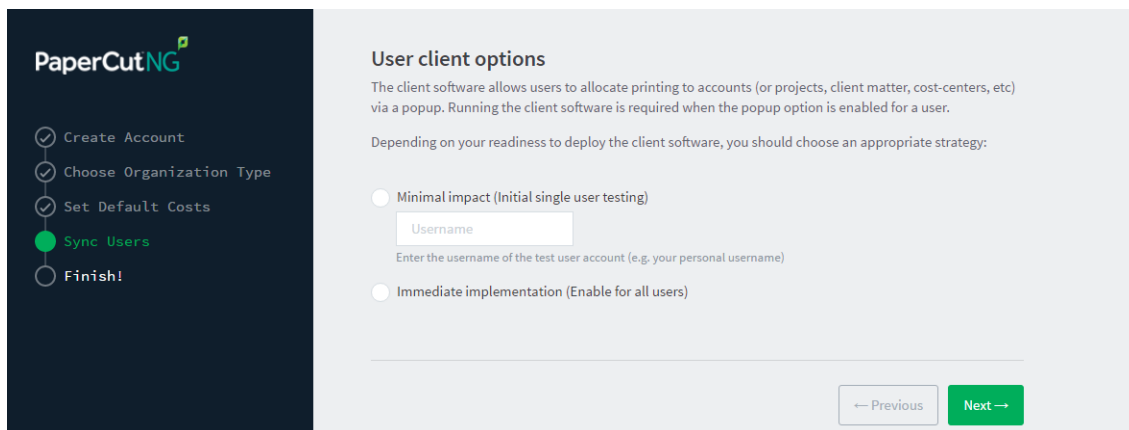 PaperCut NG
Create Account
Choose Organization Type
Set Default Costs
Sync Users
Finish!
User client options
The client software allows users to allocate printing to accounts (or projects, client matter, cost-centers, etc)
via a popup. Running the client software is required when the popup option is enabled for a user.
Depending on your readiness to deploy the client software, you should choose an appropriate strategy:
Minimal impact (Initial single user testing)
Username
Enter the username of the test user account (e.g. your personal username)
Immediate implementation (Enable for all users)
← Previous
Next →